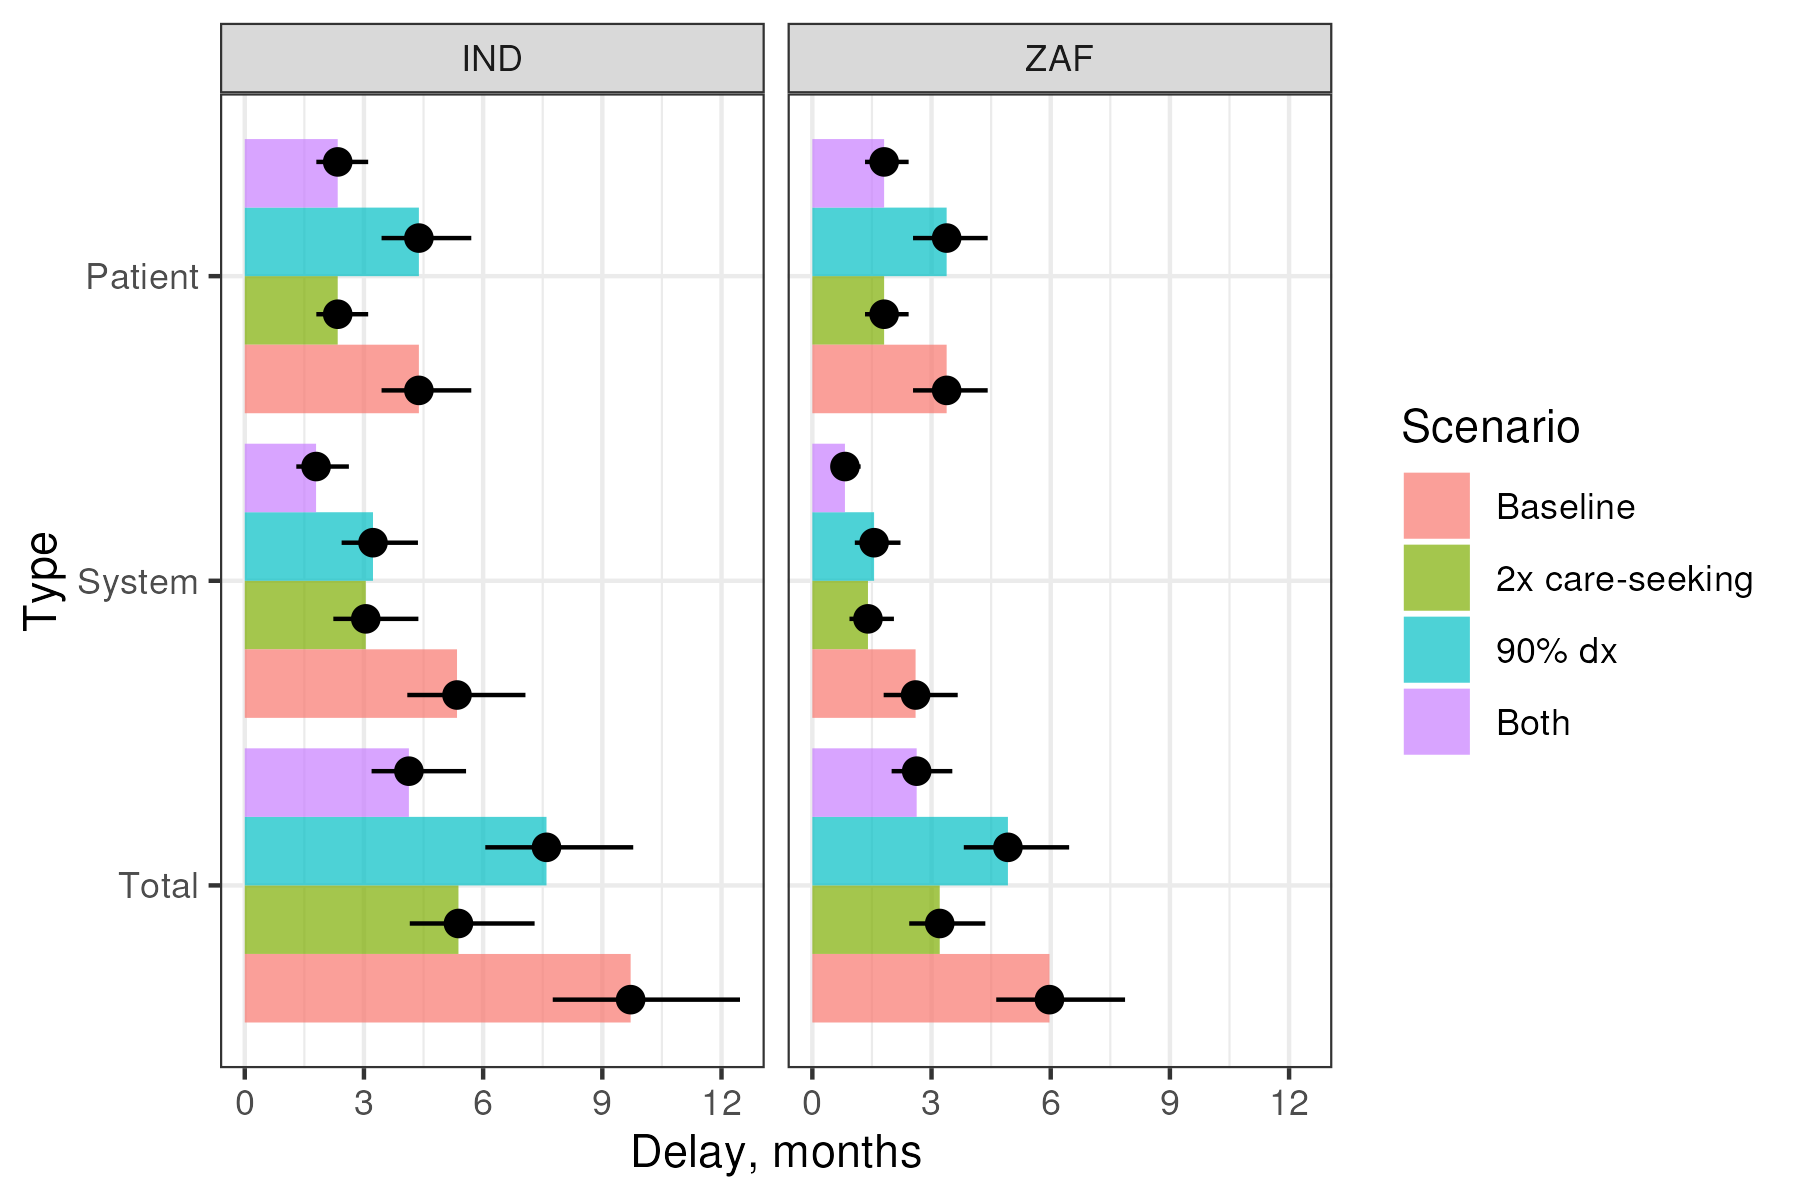 IND
ZAF
Type
Patient
System
Total
0 3 6 9 12
0 3 6 9 12
Delay, months
Scenario
Baseline
2x care-seeking
90% dx
Both